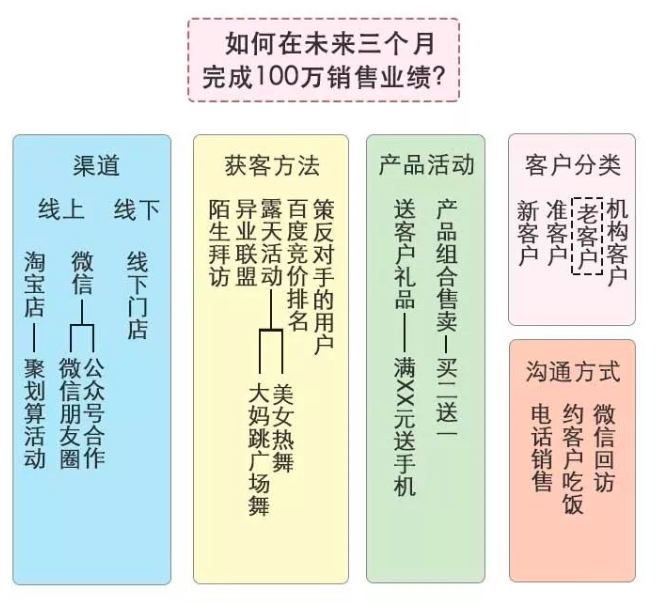 如何在未来三个月
完成100万销售业绩?
渠道
线上
线下
淘宝店
聚划算活动
微信
微信朋友圈
公众号合作
线下门店
获客方法
陌生拜访
异业联盟
露天活动
大妈跳广场舞
美女热舞
百度竞价排名
策反对手的用户
产品活动
送客户礼品
满XX元送手机
产品组合售卖
买二送一
客户分类
新客户
准客户
老客户
机构客户
沟通方式
电话销售
约客户吃饭
微信回访